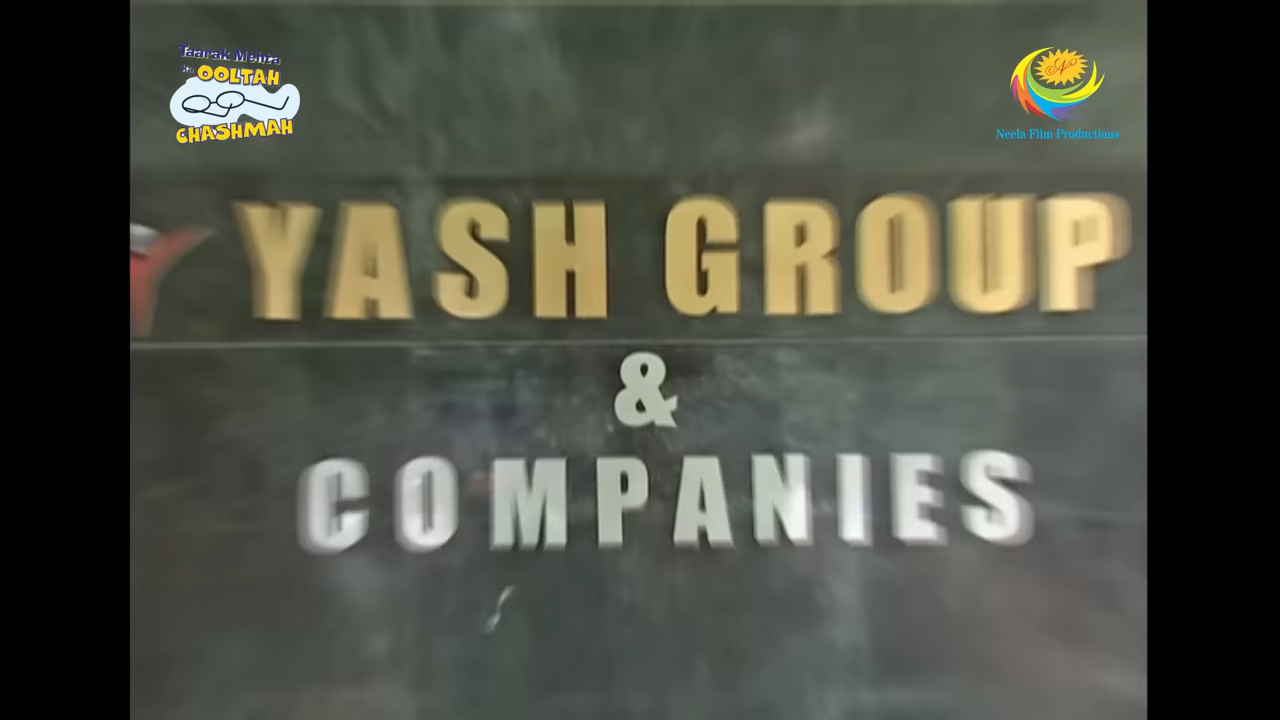 Taarak Mehta
ka OOLTAH
CHASHMAH
Neela Film Productions
YASH GROUP
&
COMPANIES